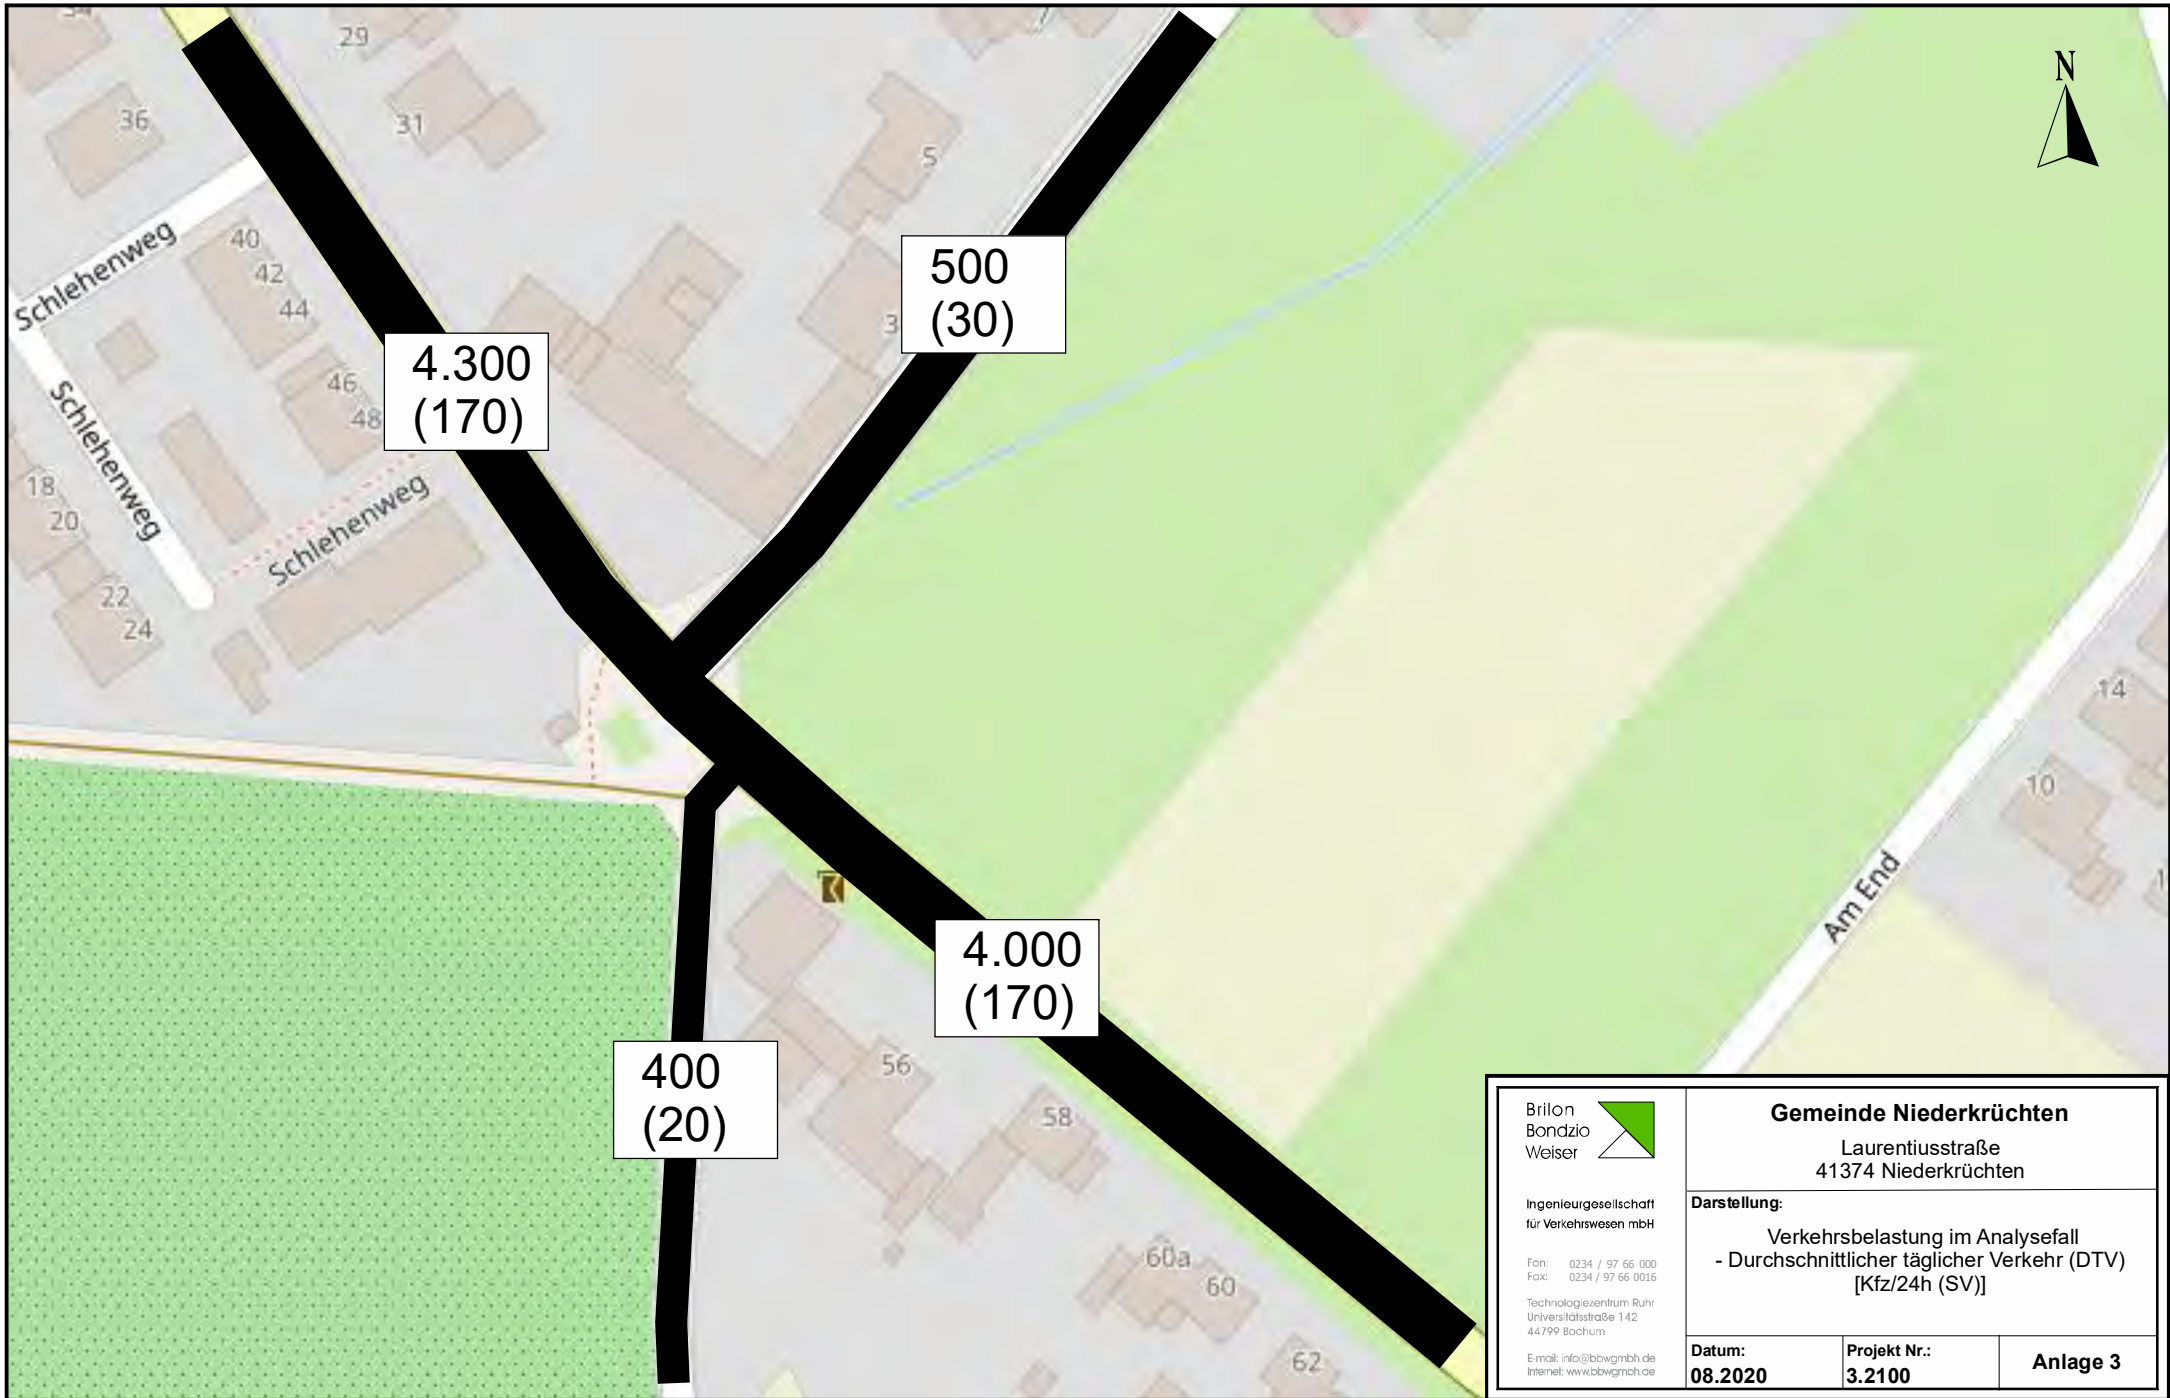 29
N
36
31
5
Schlehenweg
40
42
44
500
(30)
3
4.300
(170)
46
48
Schlehenweg
18
20
Schlehenweg
22
24
14
10
Am End
4.000
(170)
400
(20)
56
58
60a
60
62
Brilon
Bondzio
Weiser
Ingenieurgesellschaft
für Verkehrswesen mbH
Fon: 0234 / 97 66 000
Fax: 0234 / 97 66 0016
Technologiezentrum Ruhr
Universitätsstraße 142
44799 Bochum
E-mail: info@bbwgmbh.de
Internet: www.bbwgmbh.de
Gemeinde Niederkrüchten
Laurentiusstraße
41374 Niederkrüchten
Darstellung:
Verkehrsbelastung im Analysefall
- Durchschnittlicher täglicher Verkehr (DTV)
[Kfz/24h (SV)]
Datum:
08.2020
Projekt Nr.:
3.2100
Anlage 3